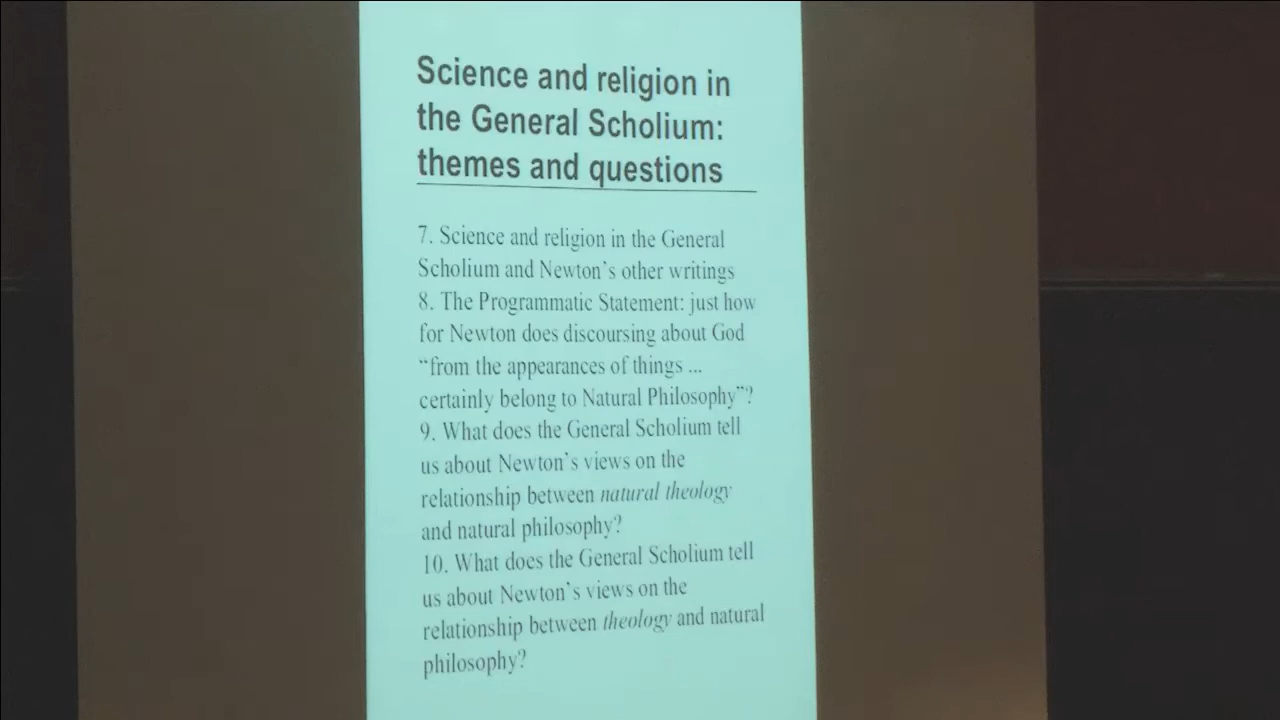 Science and religion in
the General Scholium:
themes and questions
7. Science and religion in the General
Scholium and Newton's other writings
8. The Programmatic Statement: just how
for Newton does discoursing about God
“from the appearances of things ...
certainly belong to Natural Philosophy”?
9. What does the General Scholium tell
us about Newton's views on the
relationship between natural theology
and natural philosophy?
10. What does the General Scholium tell
us about Newton's views on the
relationship between theology and natural
philosophy?